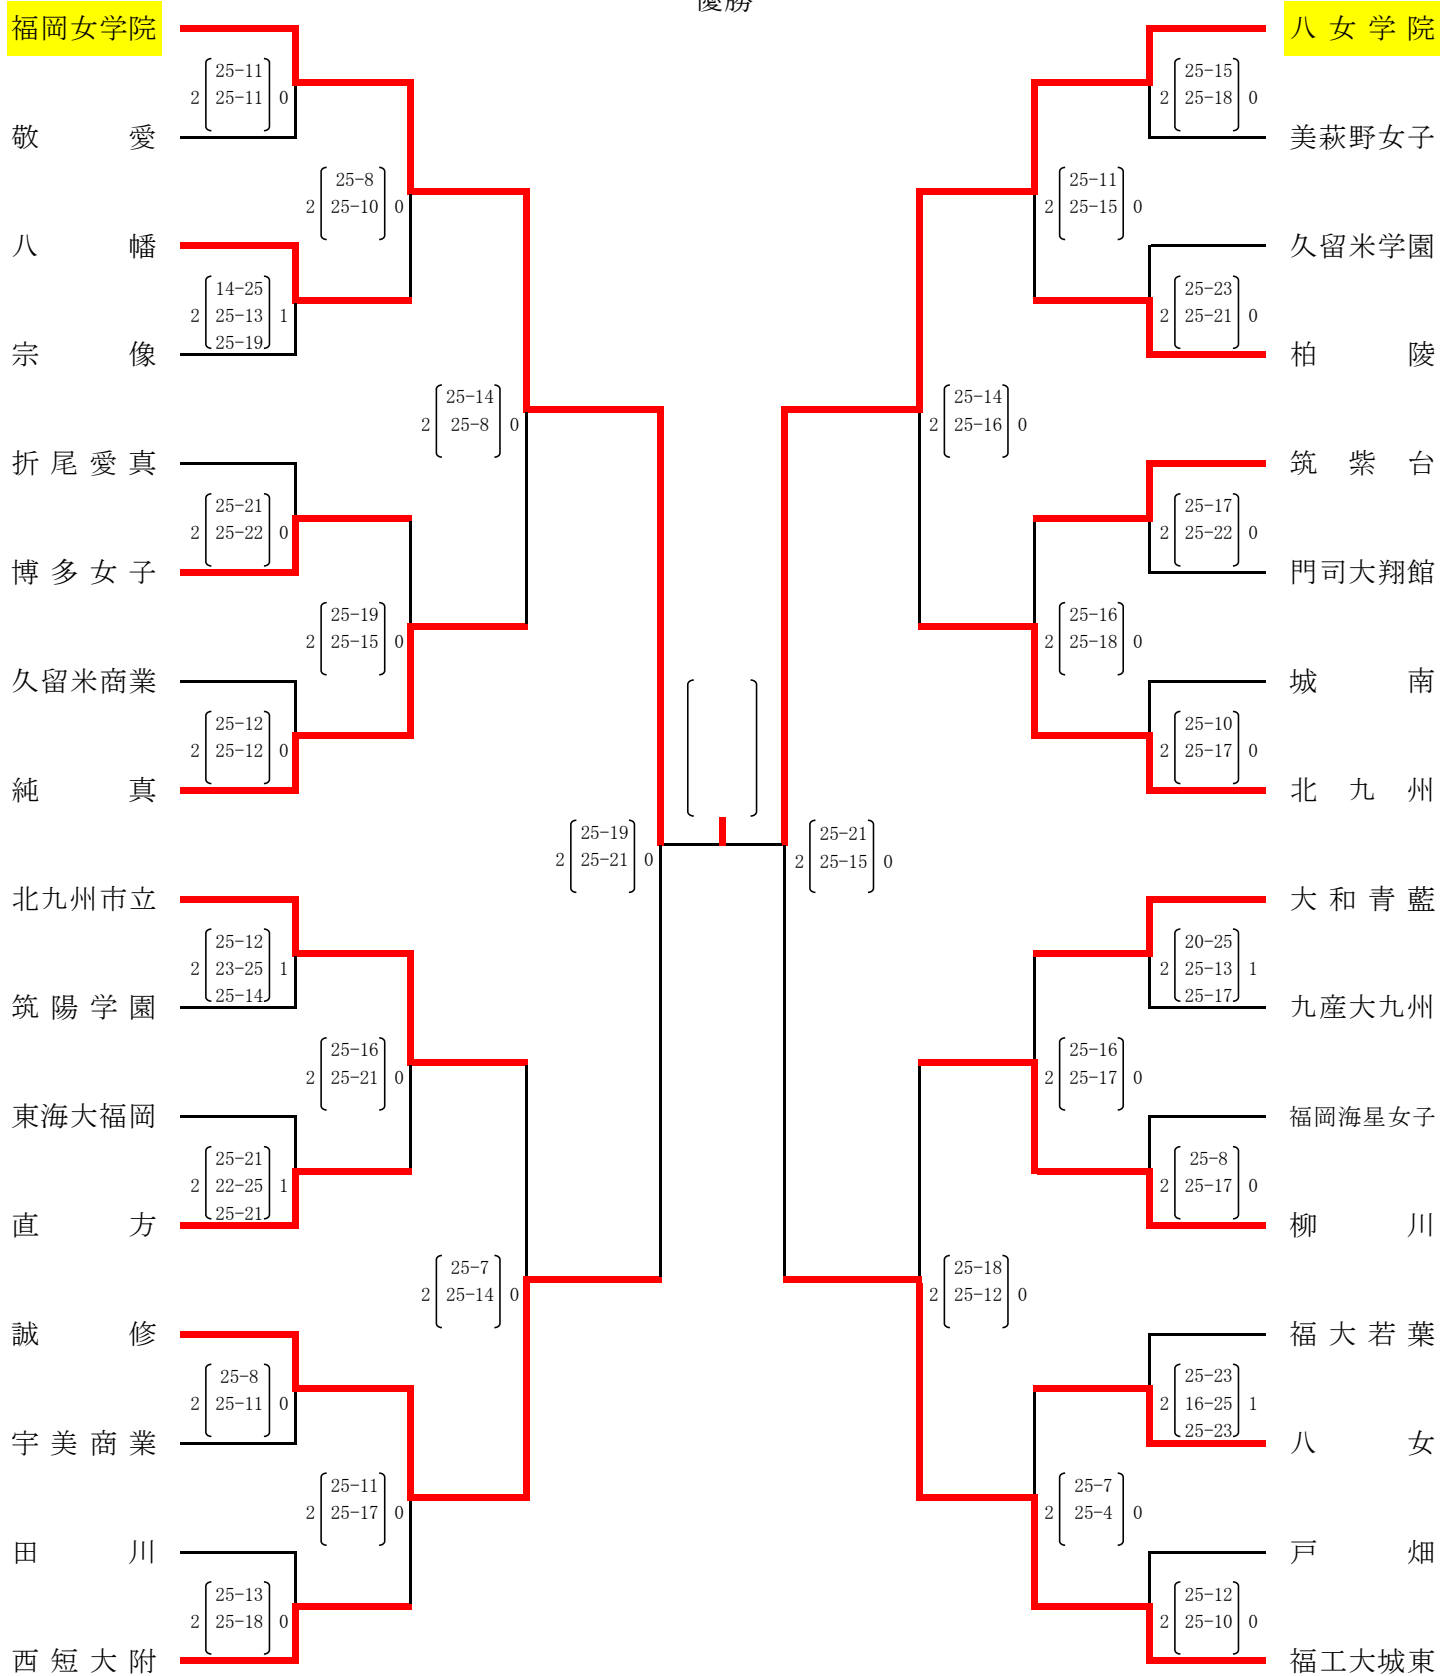 優勝
福岡女学院
25-11
2 25-11 0
敬愛
25-8
2 25-10 0
八幡
14-25
2 25-13 1
25-19
宗像
25-14
2 25-8 0
折尾愛真
25-21
2 25-22 0
博多女子
25-19
2 25-15 0
久留米商業
25-12
2 25-12 0
純真
25-19
2 25-21 0
北九州市立
25-12
2 23-25 1
25-14
筑陽学園
25-16
2 25-21 0
東海大福岡
25-21
2 22-25 1
25-21
直方
25-7
2 25-14 0
誠修
25-8
2 25-11 0
宇美商業
25-11
2 25-17 0
田川
25-13
2 25-18 0
西短大附
八女学院
25-15
2 25-18 0
美萩野女子
25-11
2 25-15 0
久留米学園
25-23
2 25-21 0
柏陵
25-14
2 25-16 0
筑紫台
25-17
2 25-22 0
門司大翔館
25-16
2 25-18 0
城南
25-10
2 25-17 0
北九州
25-21
2 25-15 0
大和青藍
20-25
2 25-13 1
25-17
九産大九州
25-16
2 25-17 0
福岡海星女子
25-8
2 25-17 0
柳川
25-18
2 25-12 0
福大若葉
25-23
2 16-25 1
25-23
八女
25-7
2 25-4 0
戸畑
25-12
2 25-10 0
福工大城東